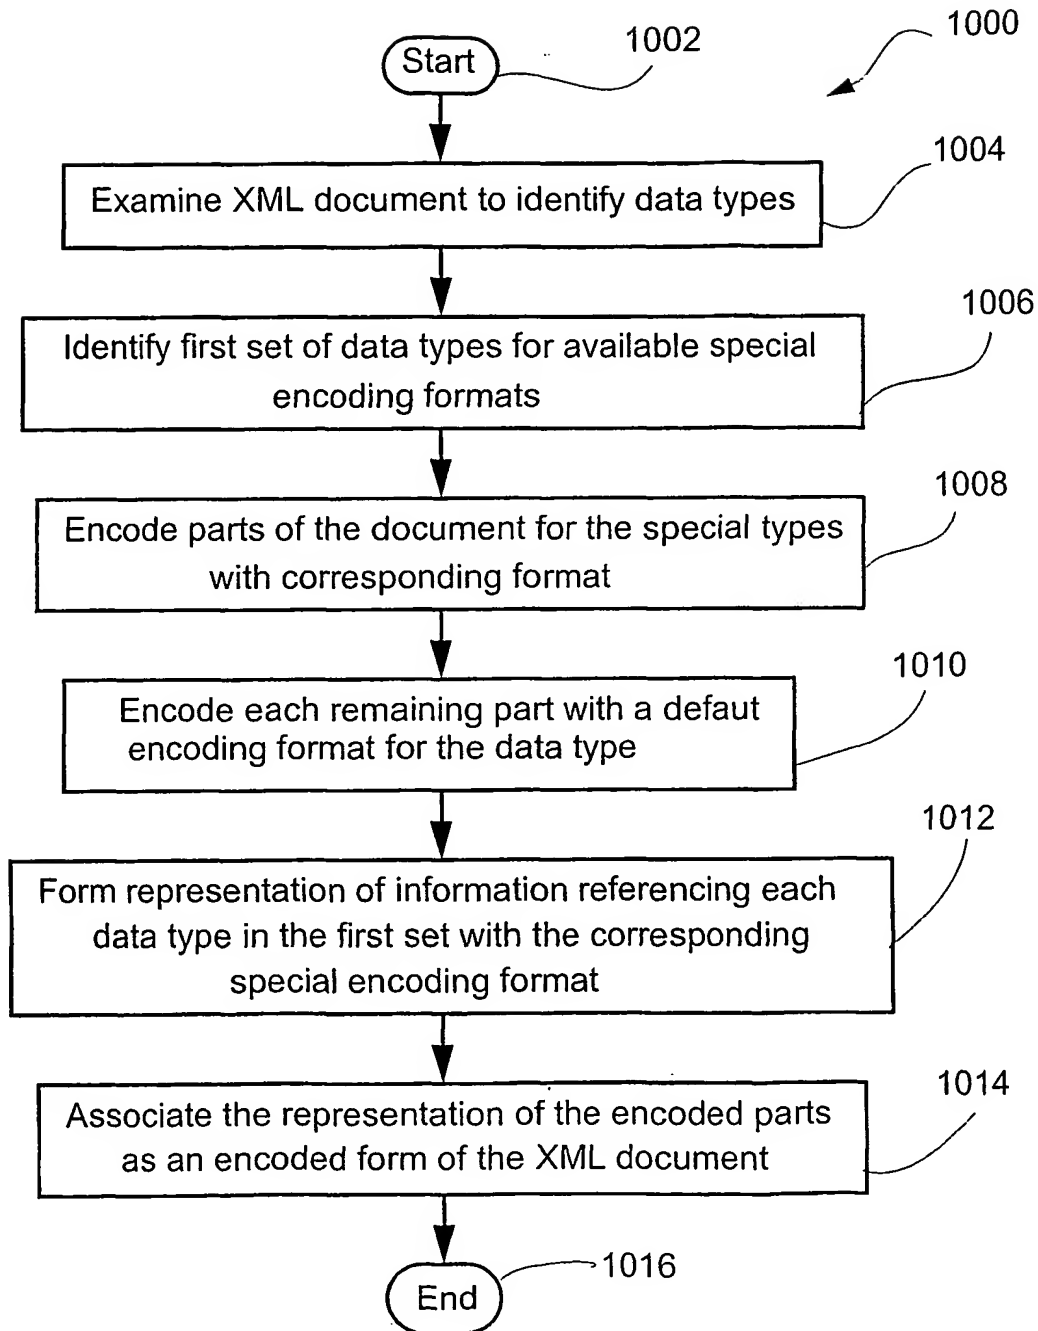 1000
Start
1002
Examine XML document to identify data types
1004
Identify first set of data types for available special
encoding formats
1006
Encode parts of the document for the special types
with corresponding format
1008
Encode each remaining part with a defaut
encoding format for the data type
1010
Form representation of information referencing each
data type in the first set with the corresponding
special encoding format
1012
Associate the representation of the encoded parts
as an encoded form of the XML document
1014
End
1016